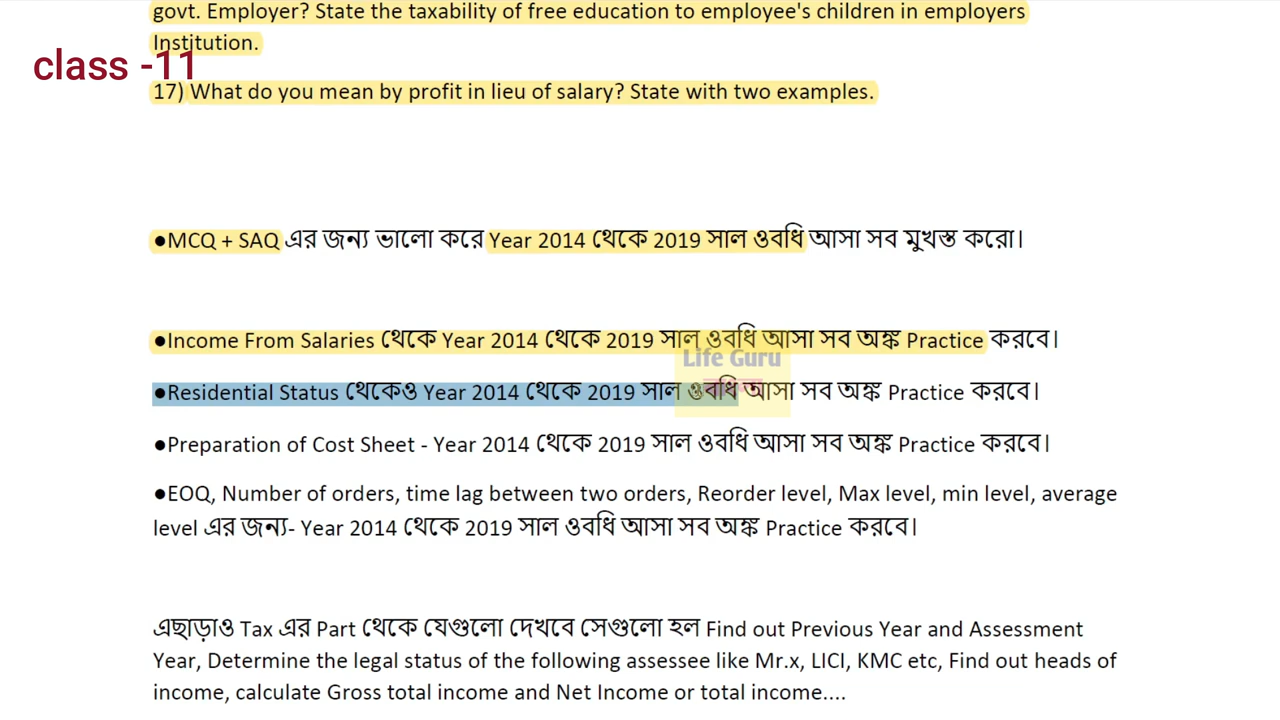 govt. Employer? State the taxability of free education to employee's children in employers
Institution.
class -11
17) What do you mean by profit in lieu of salary? State with two examples.
●MCQ + SAQ এর জন্য ভালো করে Year 2014 থেকে 2019 সাল ওবধি আসা সব মুখস্ত করো।
●Income From Salaries থেকে Year 2014 থেকে 2019 সাল ওবধি আসা সব অঙ্ক Practice করবে।
Life Guru
●Residential Status থেকেও Year 2014 থেকে 2019 সাল ওবধি আসা সব অঙ্ক Practice করবে।
●Preparation of Cost Sheet - Year 2014 থেকে 2019 সাল ওবধি আসা সব অঙ্ক Practice করবে।
●EOQ, Number of orders, time lag between two orders, Reorder level, Max level, min level, average
level এর জন্য- Year 2014 থেকে 2019 সাল ওবধি আসা সব অঙ্ক Practice করবে।
এছাড়াও Tax এর Part থেকে যেগুলো দেখবে সেগুলো হল Find out Previous Year and Assessment
Year, Determine the legal status of the following assessee like Mr.x, LICI, KMC etc, Find out heads of
income, calculate Gross total income and Net Income or total income....